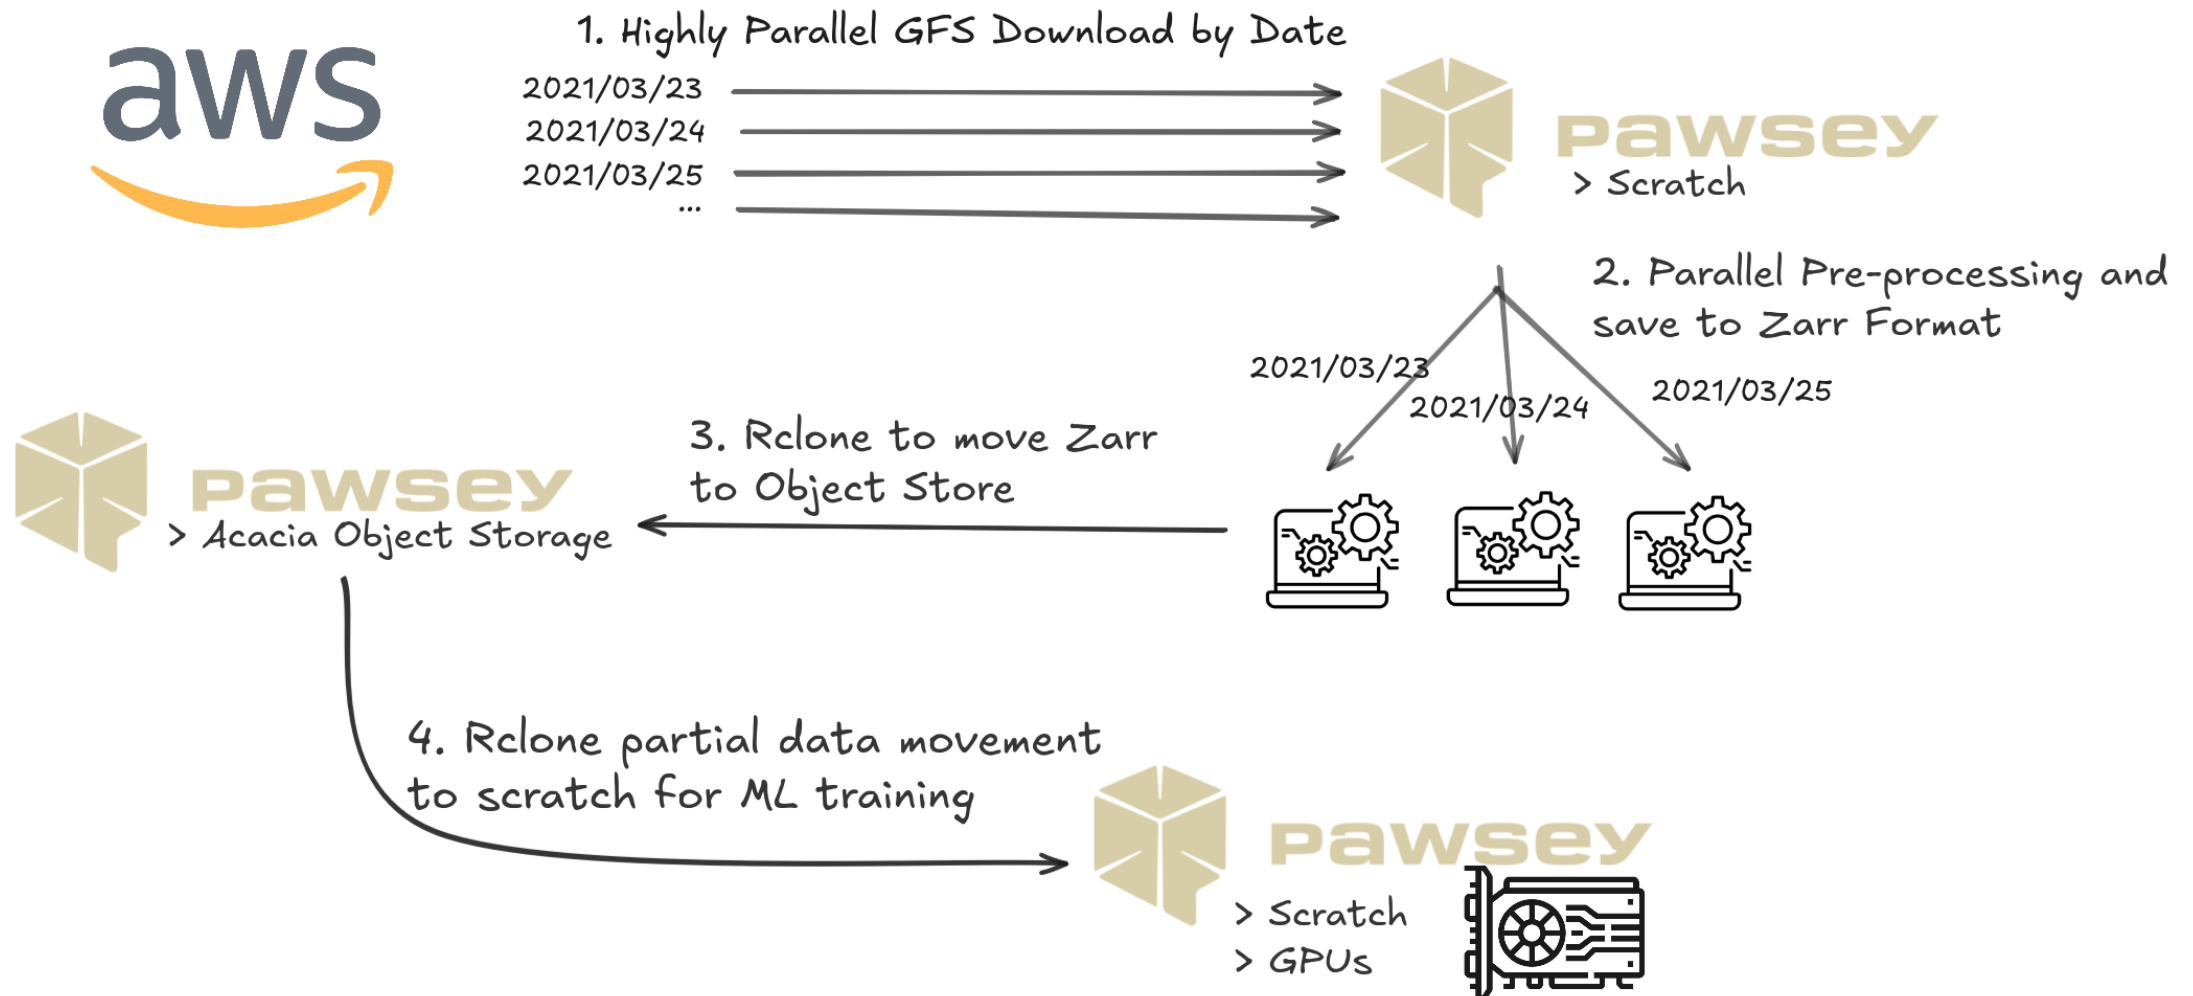 1. Highly Parallel GFS Download by Date
aws
2021/03/23
2021/03/24
2021/03/25
...
PAWSEY
> Scratch
2. Parallel Pre-processing and
save to Zarr Format
2021/03/23
2021/03/24
2021/03/25
3. Rclone to move Zarr
to Object Store
PAWSEY
> Acacia Object Storage
4. Rclone partial data movement
to scratch for ML training
PAWSEY
> Scratch
> GPUs